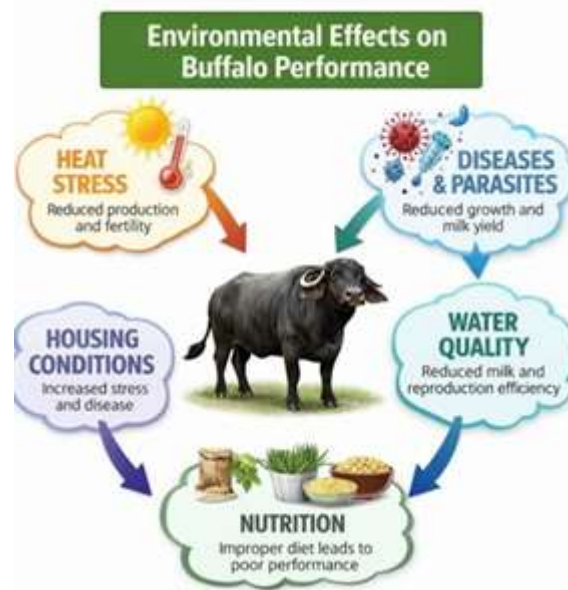 Environmental Effects on
Buffalo Performance
HEAT
STRESS
Reduced production
and fertility
DISEASES
& PARASITES
Reduced growth and
milk yield
HOUSING
CONDITIONS
Increased stress
and disease
WATER
QUALITY
Reduced milk and
reproduction efficiency
NUTRITION
Improper diet leads to
poor performance